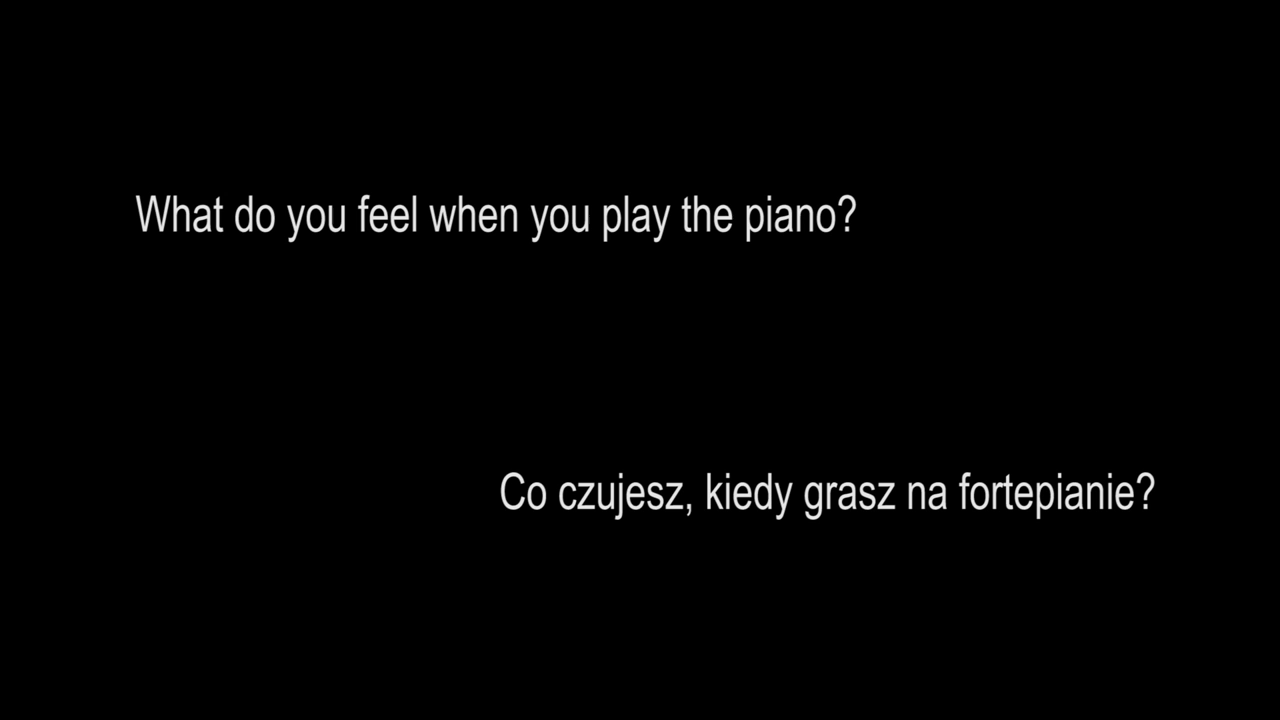 What do you feel when you play the piano?
Co czujesz, kiedy grasz na fortepianie?